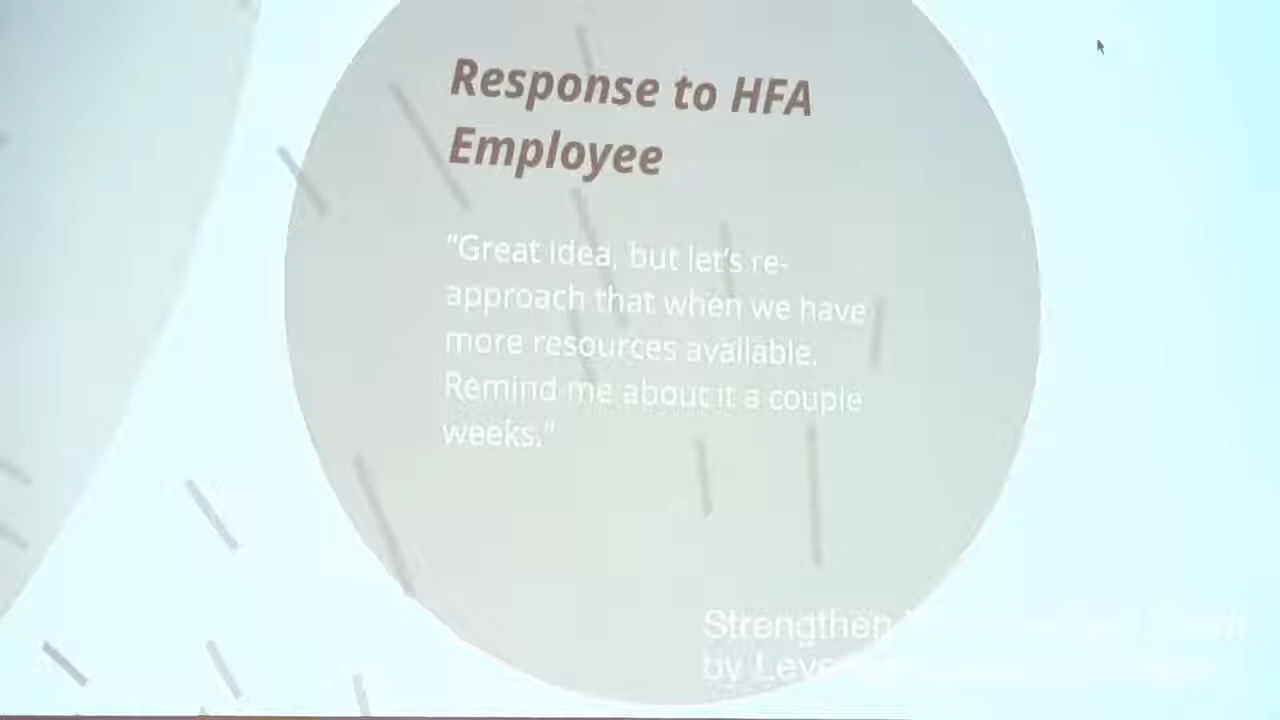 Response to HFA
Employee
“Great idea, but let’s re-
approach that when we have
more resources available.
Remind me about it a couple
weeks.”
Strengthen
by